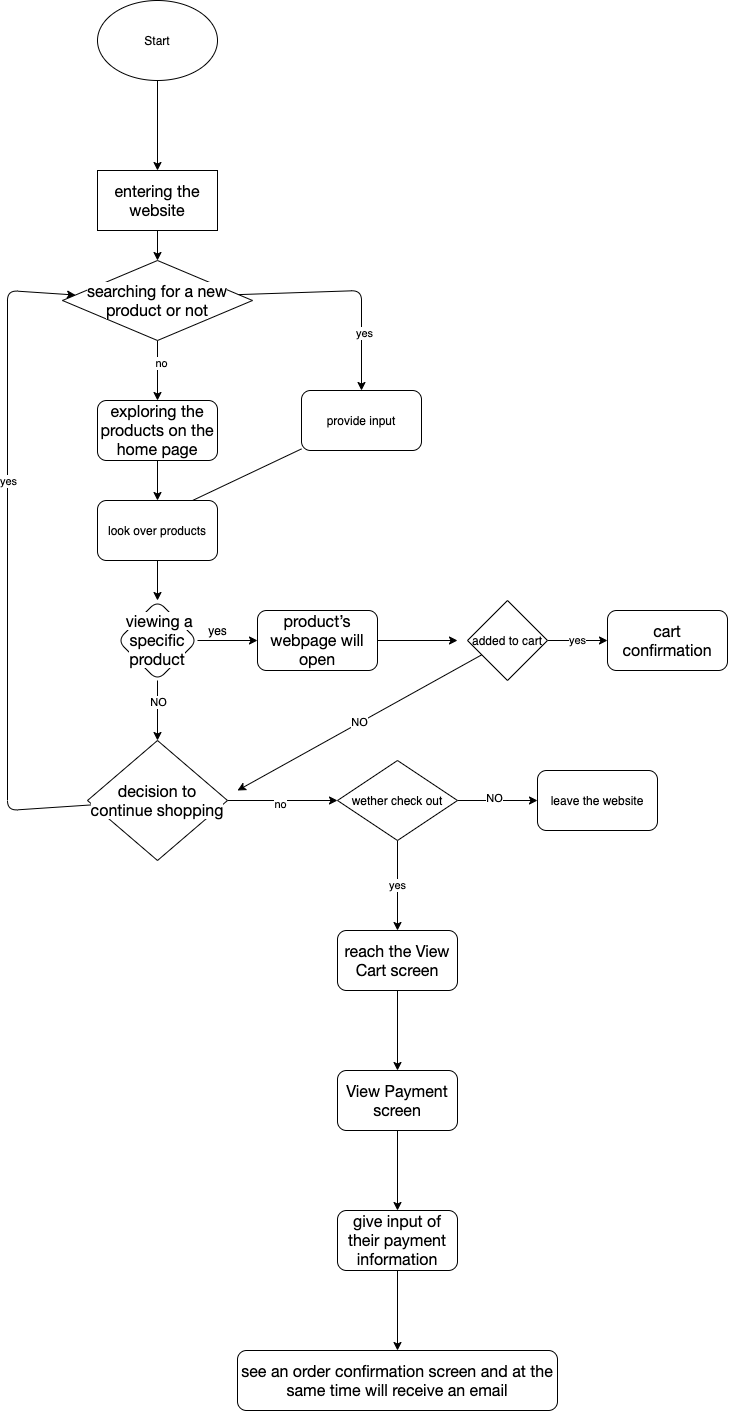 Start
entering the
website
searching for a new
product or not
yes
no
exploring the
products on the
home page
provide input
yes
look over products
viewing a
specific
product
yes
product's
webpage will
open
added to cart
yes
cart
confirmation
NO
NO
decision to
continue shopping
no
wether check out
NO
leave the website
yes
reach the View
Cart screen
View Payment
screen
give input of
their payment
information
see an order confirmation screen and at the
same time will receive an email